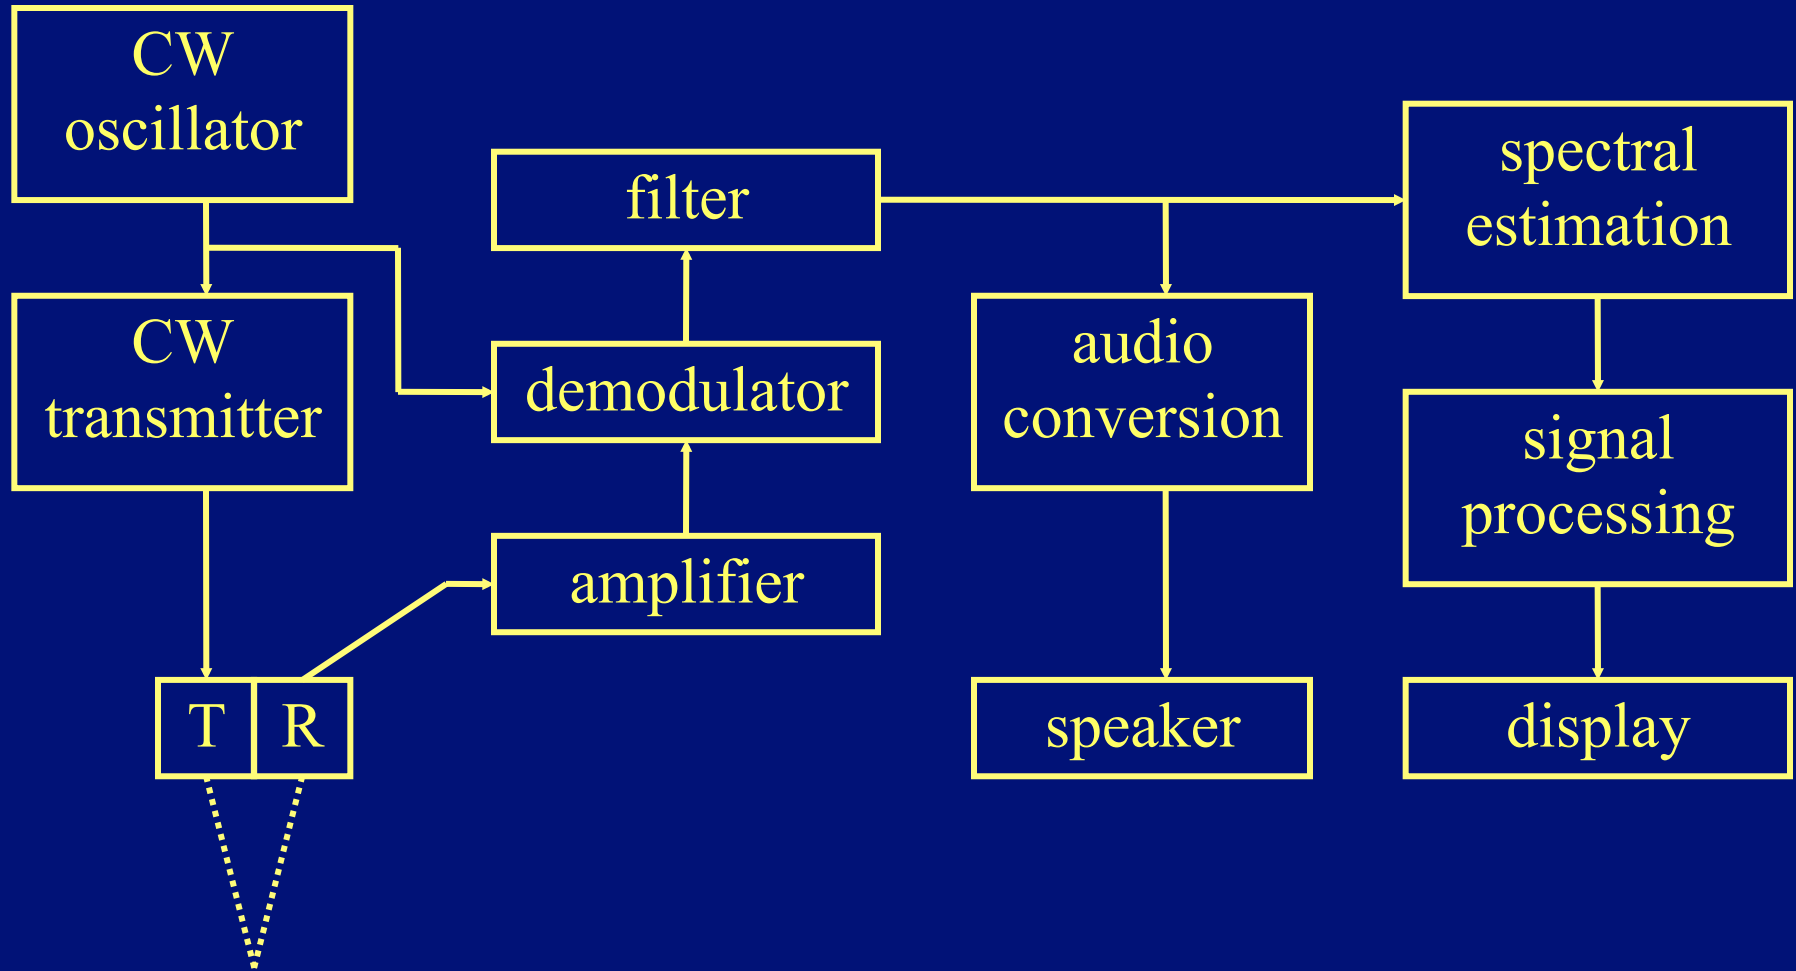 CW
oscillator
CW
transmitter
T
R
filter
demodulator
amplifier
audio
conversion
speaker
spectral
estimation
signal
processing
display